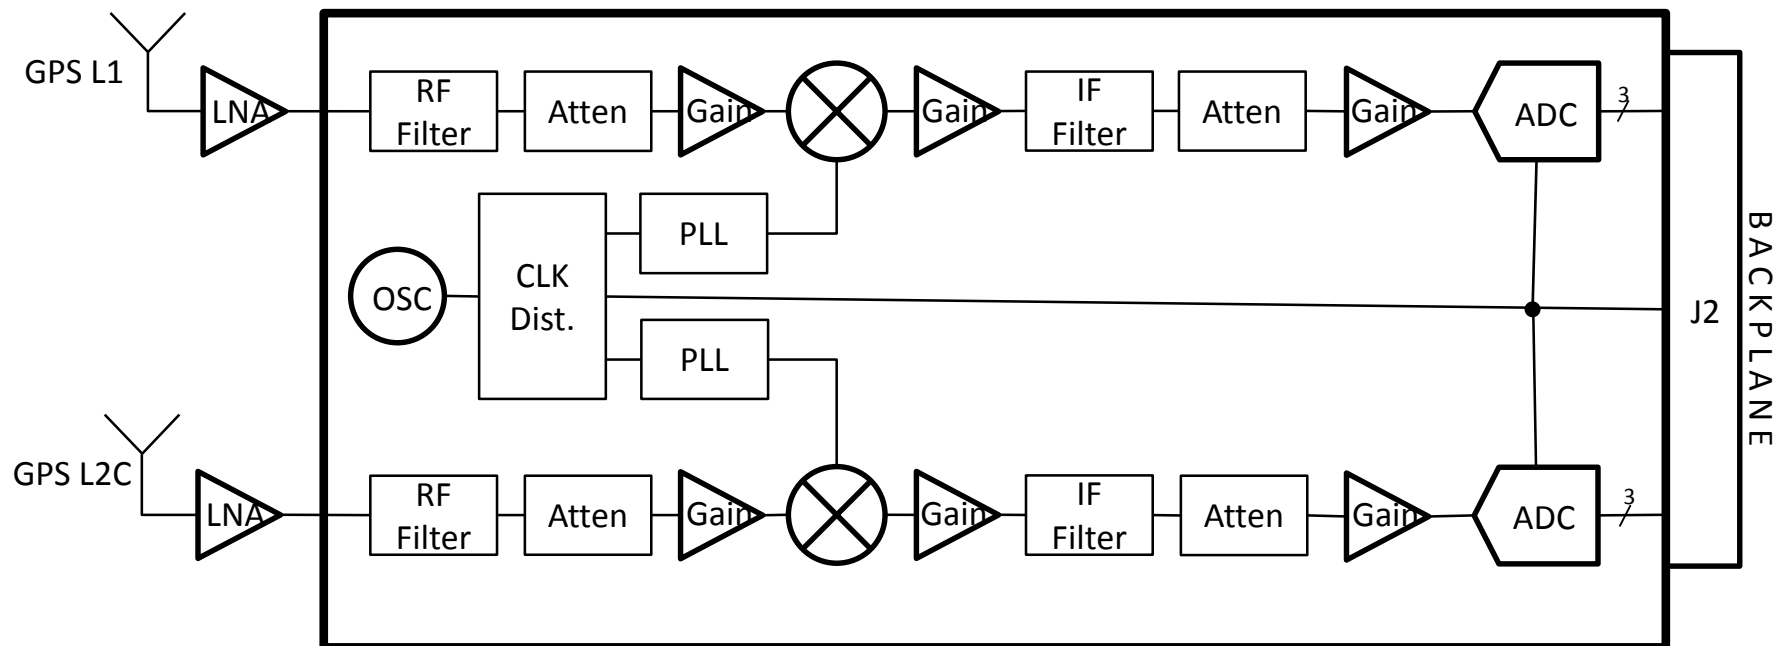 GPS L1
LNA
RF
Filter
Atten
Gain
Gain
IF
Filter
Atten
Gain
ADC
3
OSC
CLK
Dist.
PLL
PLL
J2
BACKPLANE
GPS L2C
LNA
RF
Filter
Atten
Gain
Gain
IF
Filter
Atten
Gain
ADC
3